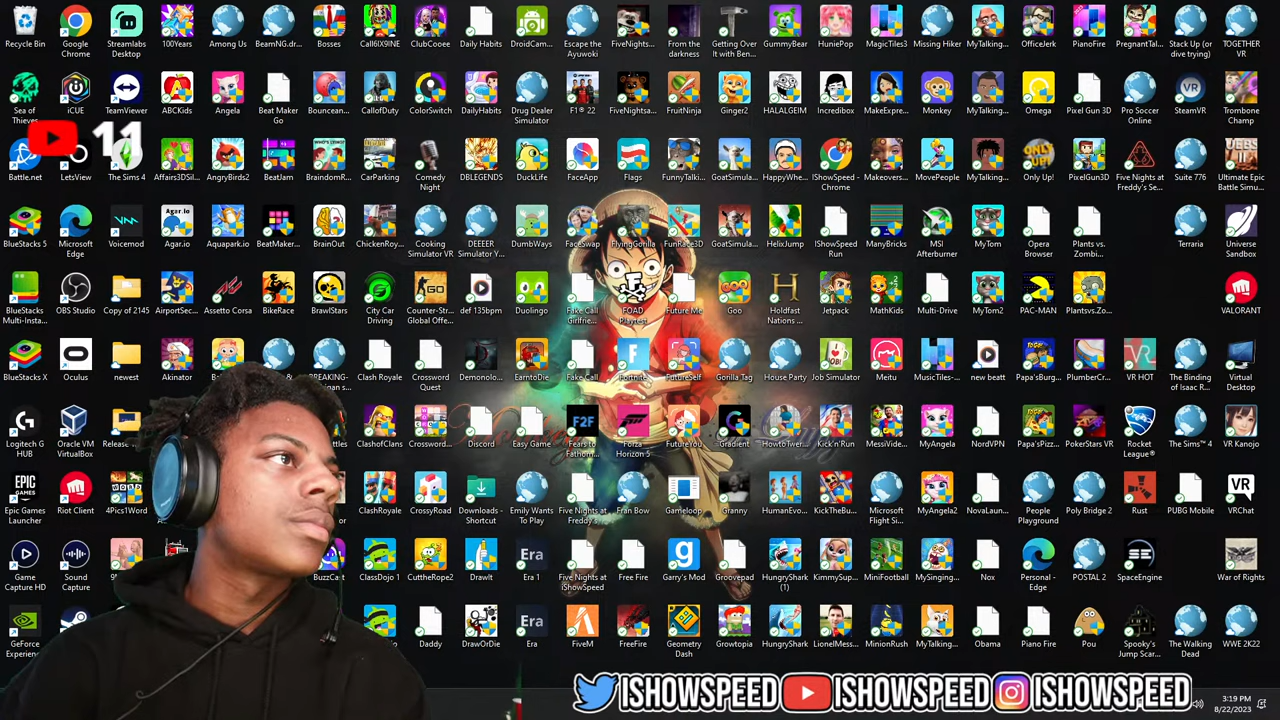 Recycle Bin
Google Chrome
Streamlabs Desktop
100Years
Among Us
BeamNG.dr...
Bosses
Call6IX9INE
ClubCooee
Daily Habits
DroidCam...
Escape the Ayuwoki
FiveNights...
From the darkness
Getting Over It with Ben...
GummyBear
HuniePop
MagicTiles3
Missing Hiker
MyTalking...
OfficeJerk
PianoFire
PregnantTal...
Stack Up (or dive trying)
TOGETHER VR
Sea of Thieves
iCUE
TeamViewer
ABCKids
Angela
Beat Maker Go
Bouncean...
CallofDuty
ColorSwitch
DailyHabits
Drug Dealer Simulator
F1® 22
FiveNightsa...
FruitNinja
Ginger2
HALALGEIM
Incredibox
MakeExpre...
Monkey
MyTalking...
Omega
Pixel Gun 3D
Pro Soccer Online
SteamVR
Trombone Champ
11
Battle.net
LetsView
The Sims 4
Affairs3DSil...
AngryBirds2
BeatJam
BraindomR...
CarParking
Comedy Night
DBLEGENDS
DuckLife
FaceApp
Flags
FunnyTalki...
GoatSimula...
HappyWhe...
IShowSpeed - Chrome
Makeovers...
MovePeople
MyTalking...
Only Up!
PixelGun3D
Five Nights at Freddy's Se...
Suite 776
Ultimate Epic Battle Simu...
BlueStacks 5
Microsoft Edge
Voicemod
Agar.io
Aquapark.io
BeatMaker...
BrainOut
ChickenRoy...
Cooking Simulator VR
DEEEER Simulator Y...
DumbWays
FaceSwap
FlyingGorilla
FunRace3D
GoatSimula...
HelixJump
IShowSpeed Run
ManyBricks
MSI Afterburner
MyTom
Opera Browser
Plants vs. Zombi...
Terraria
Universe Sandbox
BlueStacks Multi-Insta...
OBS Studio
Copy of 2145
AirportSec...
Assetto Corsa
BikeRace
BrawlStars
City Car Driving
Counter-Str... Global Offe...
def 135bpm
Duolingo
Fake Call Girlfrie...
FOAD Playtest
Future Me
Goo
Holdfast Nations ...
Jetpack
MathKids
Multi-Drive
MyTom2
PAC-MAN
Plantsvs.Zo...
VALORANT
BlueStacks X
Oculus
newest
Akinator
BREAKING-
Clash Royale
Crossword Quest
Demonolo...
EarntoDie
Fake Call
Fortnite
FutureSelf
Gorilla Tag
House Party
Job Simulator
Meitu
MusicTiles-...
new beatt
Papa'sBurg...
PlumberCr...
VR HOT
The Binding of Isaac R...
Virtual Desktop
Logitech G HUB
Oracle VM VirtualBox
Release ...
ClashofClans
Crossword...
Discord
Easy Game
Fears to Fathom...
Forza Horizon 5
FutureYou
Gradient
HowtoTwer...
Kick'n'Run
MessiVide...
MyAngela
NordVPN
Papa'sPizz...
PokerStars VR
Rocket League®
The Sims™ 4
VR Kanojo
Epic Games Launcher
Riot Client
4Pics1Word
ClashRoyale
CrossyRoad
Downloads - Shortcut
Emily Wants To Play
Five Nights at Freddy's
Fran Bow
Gameloop
Granny
HumanEvo...
KickTheBu...
Microsoft Flight Si...
MyAngela2
NovaLaun...
People Playground
Poly Bridge 2
Rust
PUBG Mobile
VRChat
Game Capture HD
Sound Capture
BuzzCast
ClassDojo 1
CuttheRope2
DrawIt
Era 1
Five Nights at iShowSpeed
Free Fire
Garry's Mod
Groovepad
HungryShark (1)
KimmySup...
MiniFootball
MySinging...
Nox
Personal - Edge
POSTAL 2
SpaceEngine
War of Rights
GeForce Experience
Daddy
DrawOrDie
Era
FiveM
FreeFire
Geometry Dash
Growtopia
HungryShark
LionelMess...
MinionRush
MyTalking...
Obama
Piano Fire
Pou
Spooky's Jump Scar...
The Walking Dead
WWE 2K22
ISHOWSPEED
ISHOWSPEED
ISHOWSPEED
3:19 PM
8/22/2023